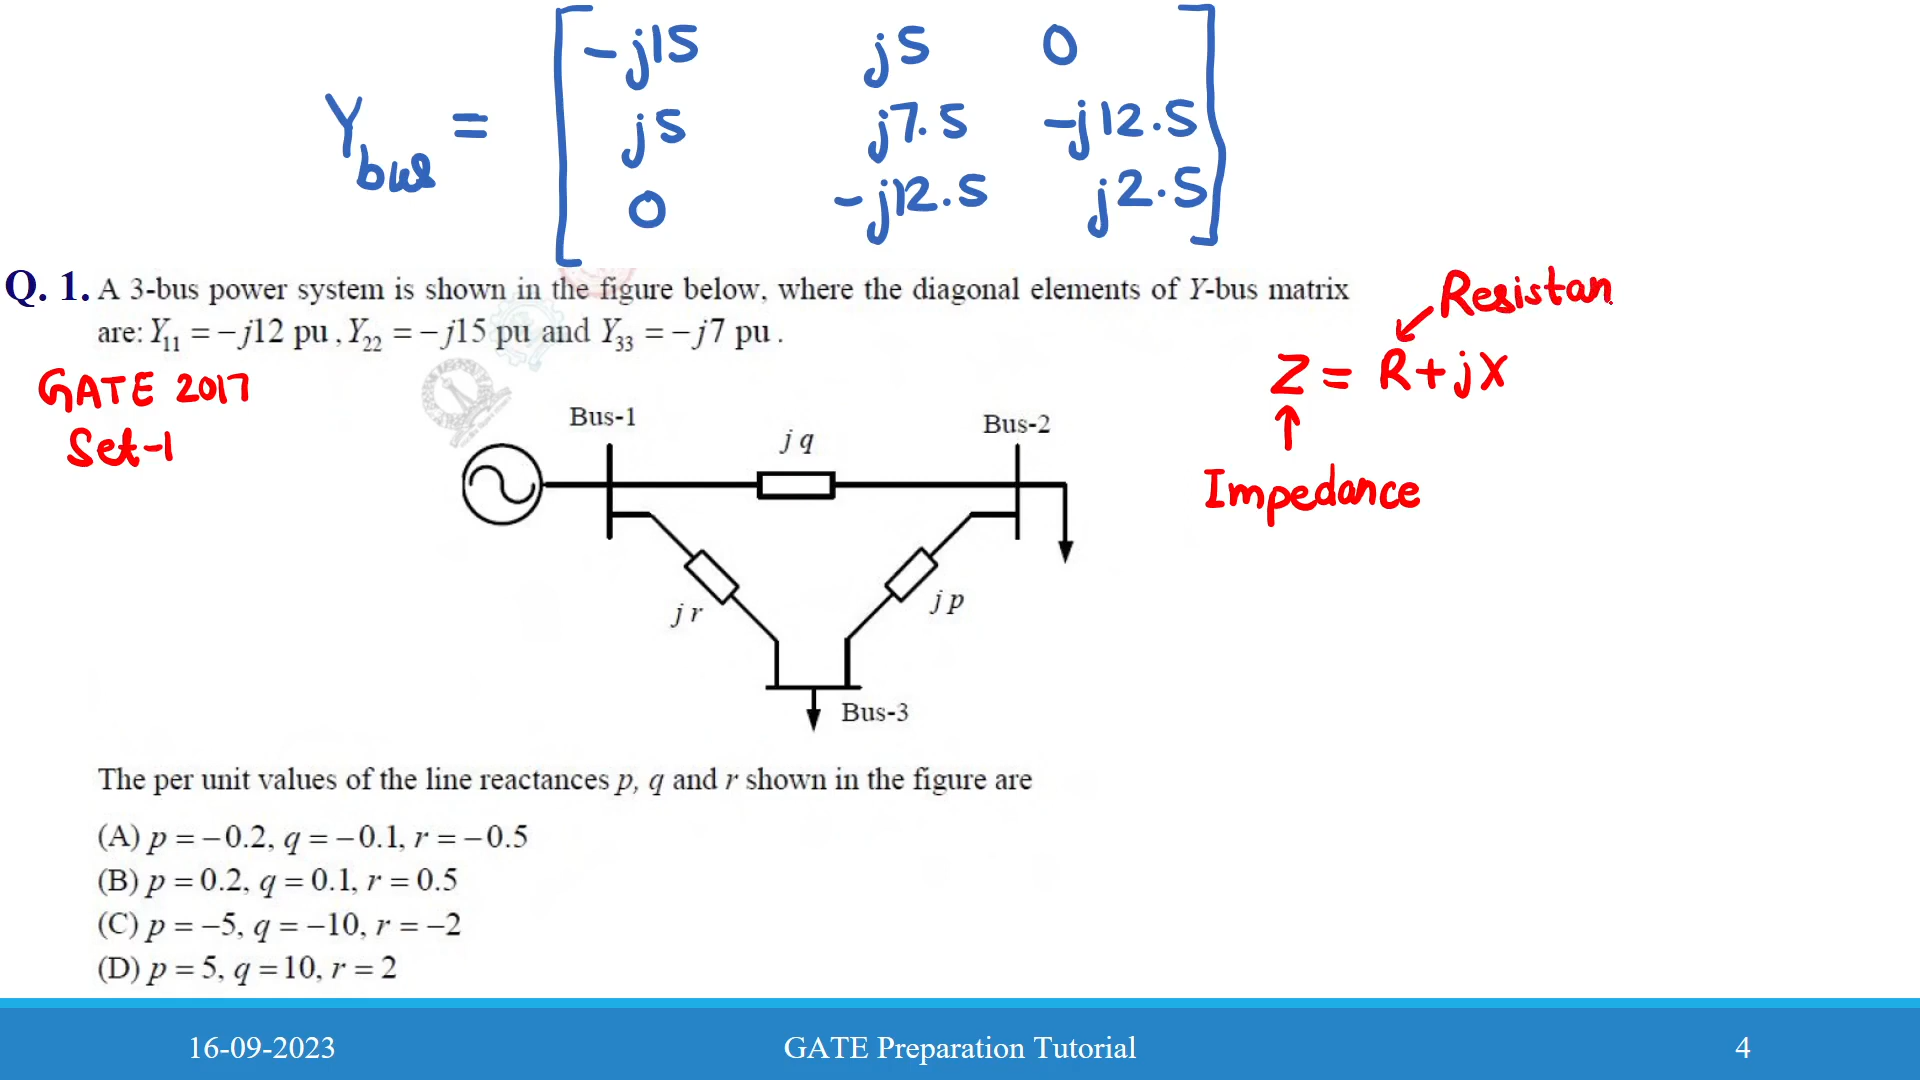 Y bus = [ -j15 j5 0
j5 j7.5 -j12.5
0 -j12.5 j2.5 ]
Q. 1. A 3-bus power system is shown in the figure below, where the diagonal elements of Y-bus matrix
are: Y₁₁ = −j12 pu , Y₂₂ = −j15 pu and Y₃₃ = −j7 pu .
Resistan
Z = R+jX
Impedance
GATE 2017
Set-1
Bus-1
j q
Bus-2
j r
j p
Bus-3
The per unit values of the line reactances p, q and r shown in the figure are
(A) p = −0.2, q = −0.1, r = −0.5
(B) p = 0.2, q = 0.1, r = 0.5
(C) p = −5, q = −10, r = −2
(D) p = 5, q = 10, r = 2
16-09-2023
GATE Preparation Tutorial
4